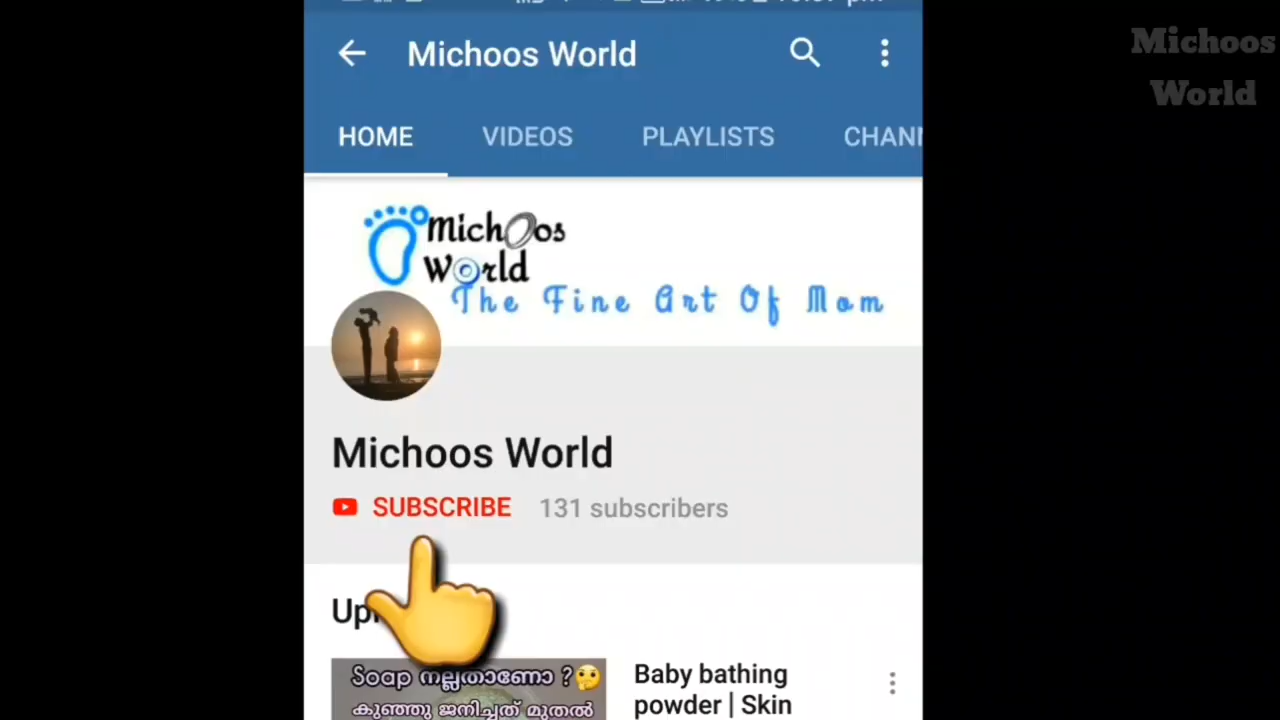 Michoos World
Michoos
World
HOME VIDEOS PLAYLISTS CHAN
Michoos
World
The Fine Art Of Mom
Michoos World
SUBSCRIBE 131 subscribers
Soap നല്ലതാണോ ?
കുഞ്ഞു ജനിച്ചത് മുതൽ
Baby bathing
powder | Skin